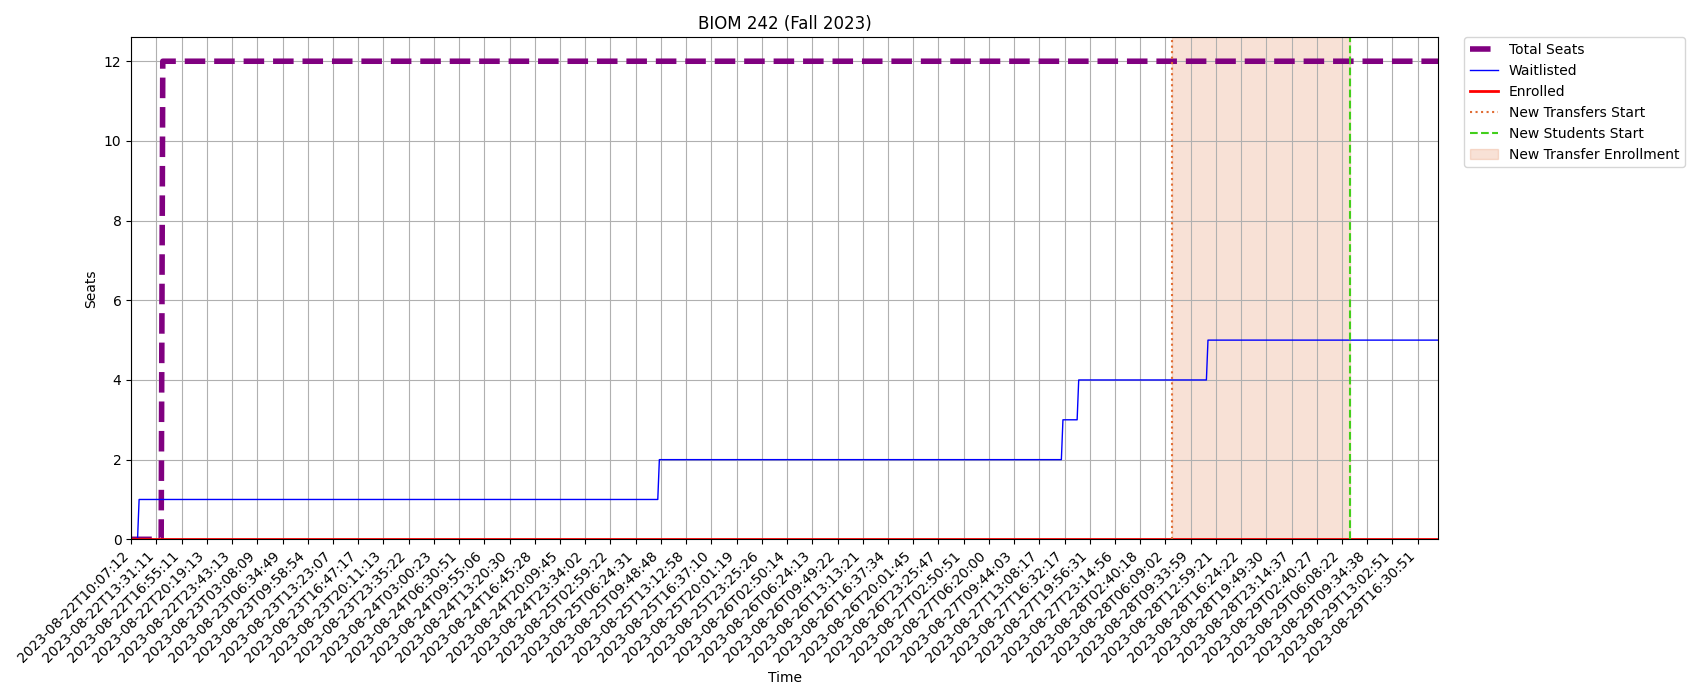 BIOM 242 (Fall 2023)
Total Seats
Waitlisted
Enrolled
New Transfers Start
New Students Start
New Transfer Enrollment
Seats
12
10
8
6
4
2
0
2023-08-22T10:07:12
2023-08-22T13:31:11
2023-08-22T16:55:11
2023-08-22T20:19:13
2023-08-22T23:43:13
2023-08-23T03:08:09
2023-08-23T06:34:49
2023-08-23T09:58:54
2023-08-23T13:23:07
2023-08-23T16:47:17
2023-08-23T20:11:13
2023-08-23T23:35:22
2023-08-24T03:00:23
2023-08-24T06:30:51
2023-08-24T09:55:06
2023-08-24T13:20:30
2023-08-24T16:45:28
2023-08-24T20:09:45
2023-08-24T23:34:02
2023-08-25T02:59:22
2023-08-25T06:24:31
2023-08-25T09:48:48
2023-08-25T13:12:58
2023-08-25T16:37:10
2023-08-25T20:01:19
2023-08-25T23:25:26
2023-08-26T02:50:14
2023-08-26T06:24:13
2023-08-26T09:49:22
2023-08-26T13:13:21
2023-08-26T16:37:34
2023-08-26T20:01:45
2023-08-26T23:25:47
2023-08-27T02:50:51
2023-08-27T06:20:00
2023-08-27T09:44:03
2023-08-27T13:08:17
2023-08-27T16:32:17
2023-08-27T19:56:31
2023-08-27T23:14:56
2023-08-28T02:40:18
2023-08-28T06:09:02
2023-08-28T09:33:59
2023-08-28T12:59:21
2023-08-28T16:24:22
2023-08-28T19:49:30
2023-08-28T23:14:37
2023-08-29T02:40:27
2023-08-29T06:08:22
2023-08-29T09:34:38
2023-08-29T13:02:51
2023-08-29T16:30:51
Time